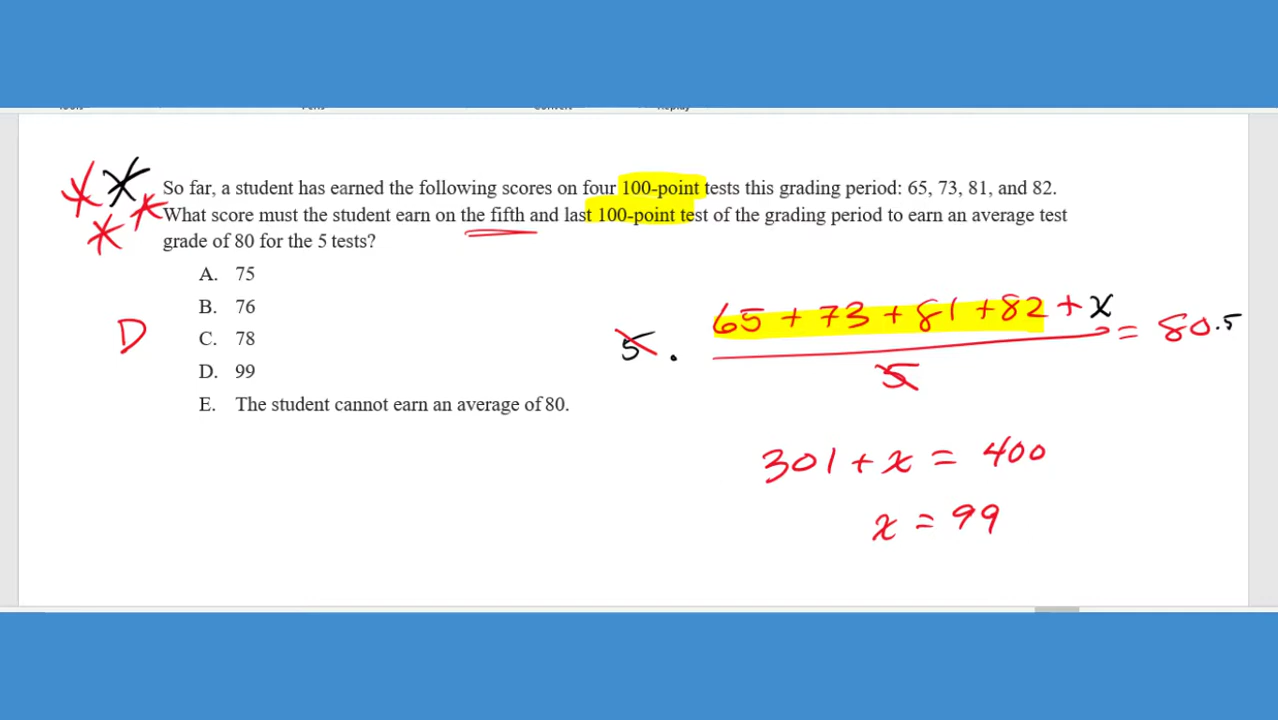 So far, a student has earned the following scores on four 100-point tests this grading period: 65, 73, 81, and 82.
What score must the student earn on the fifth and last 100-point test of the grading period to earn an average test
grade of 80 for the 5 tests?
A. 75
B. 76
C. 78
D. 99
E. The student cannot earn an average of 80.
D
5 · 65 + 73 + 81 + 82 + x = 80 · 5
5
301 + x = 400
x = 99